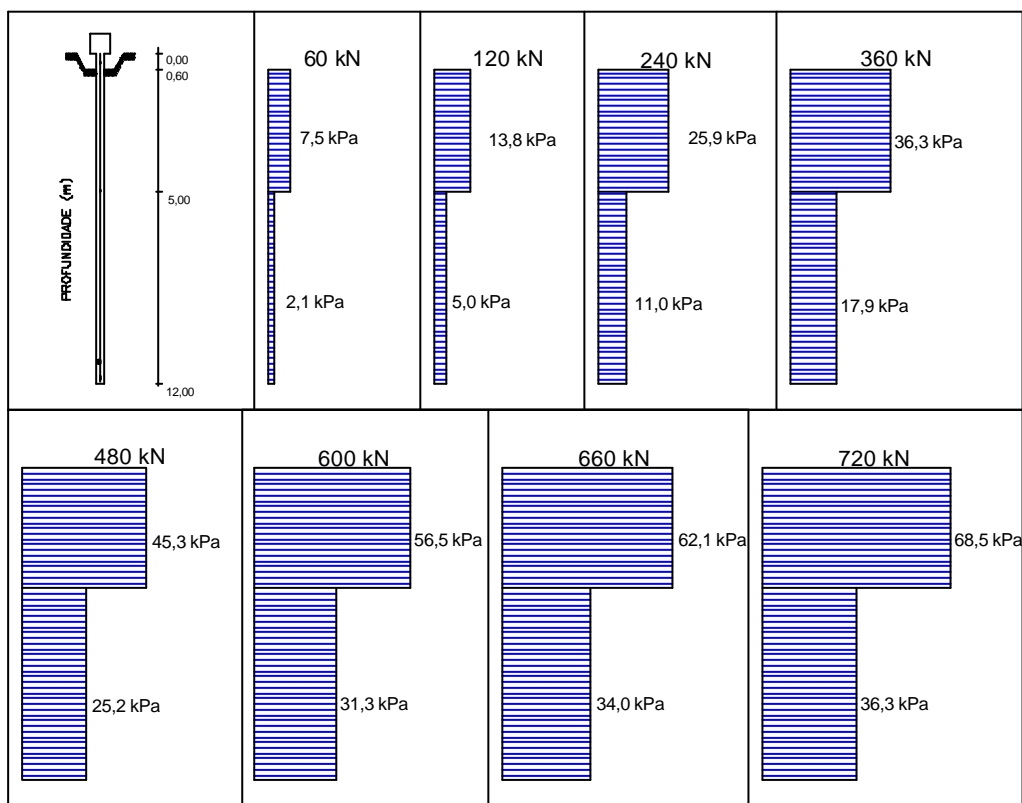 0,00
0,60
5,00
12,00
PROFUNDIDADE (m)
60 kN
7,5 kPa
2,1 kPa
120 kN
13,8 kPa
5,0 kPa
240 kN
25,9 kPa
11,0 kPa
360 kN
36,3 kPa
17,9 kPa
480 kN
45,3 kPa
25,2 kPa
600 kN
56,5 kPa
31,3 kPa
660 kN
62,1 kPa
34,0 kPa
720 kN
68,5 kPa
36,3 kPa